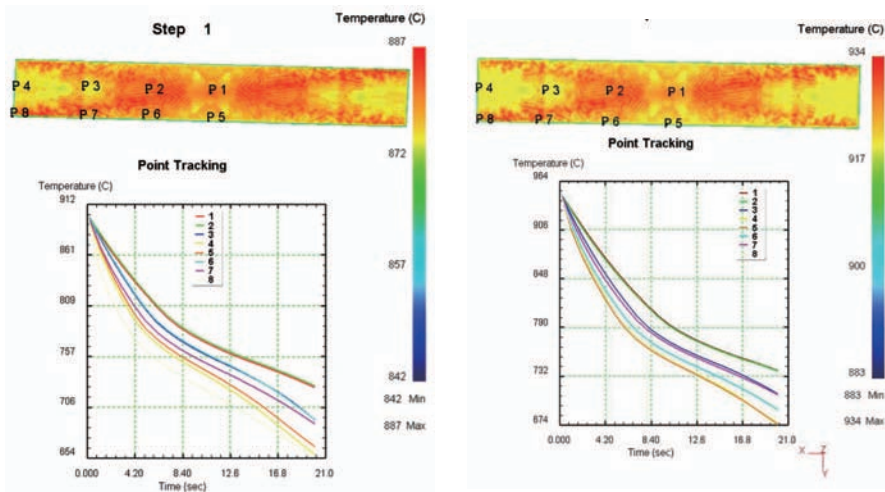 Temperature (C)
Step 1
887
P 4 P 3 P 2 P 1
P 8 P 7 P 6 P 5
872
857
842
842 Min
887 Max
Point Tracking
Temperature (C)
912
861
809
757
706
654
1
2
3
4
5
6
7
8
0.000 4.20 8.40 12.6 16.8 21.0
Time (sec)
Temperature (C)
934
P 4 P 3 P 2 P 1
P 8 P 7 P 6 P 5
917
900
883
883 Min
934 Max
Point Tracking
Temperature (C)
964
906
848
780
732
674
1
2
3
4
5
6
7
8
0.000 4.20 8.40 12.6 16.8 21.0
Time (sec)
X Z
Y